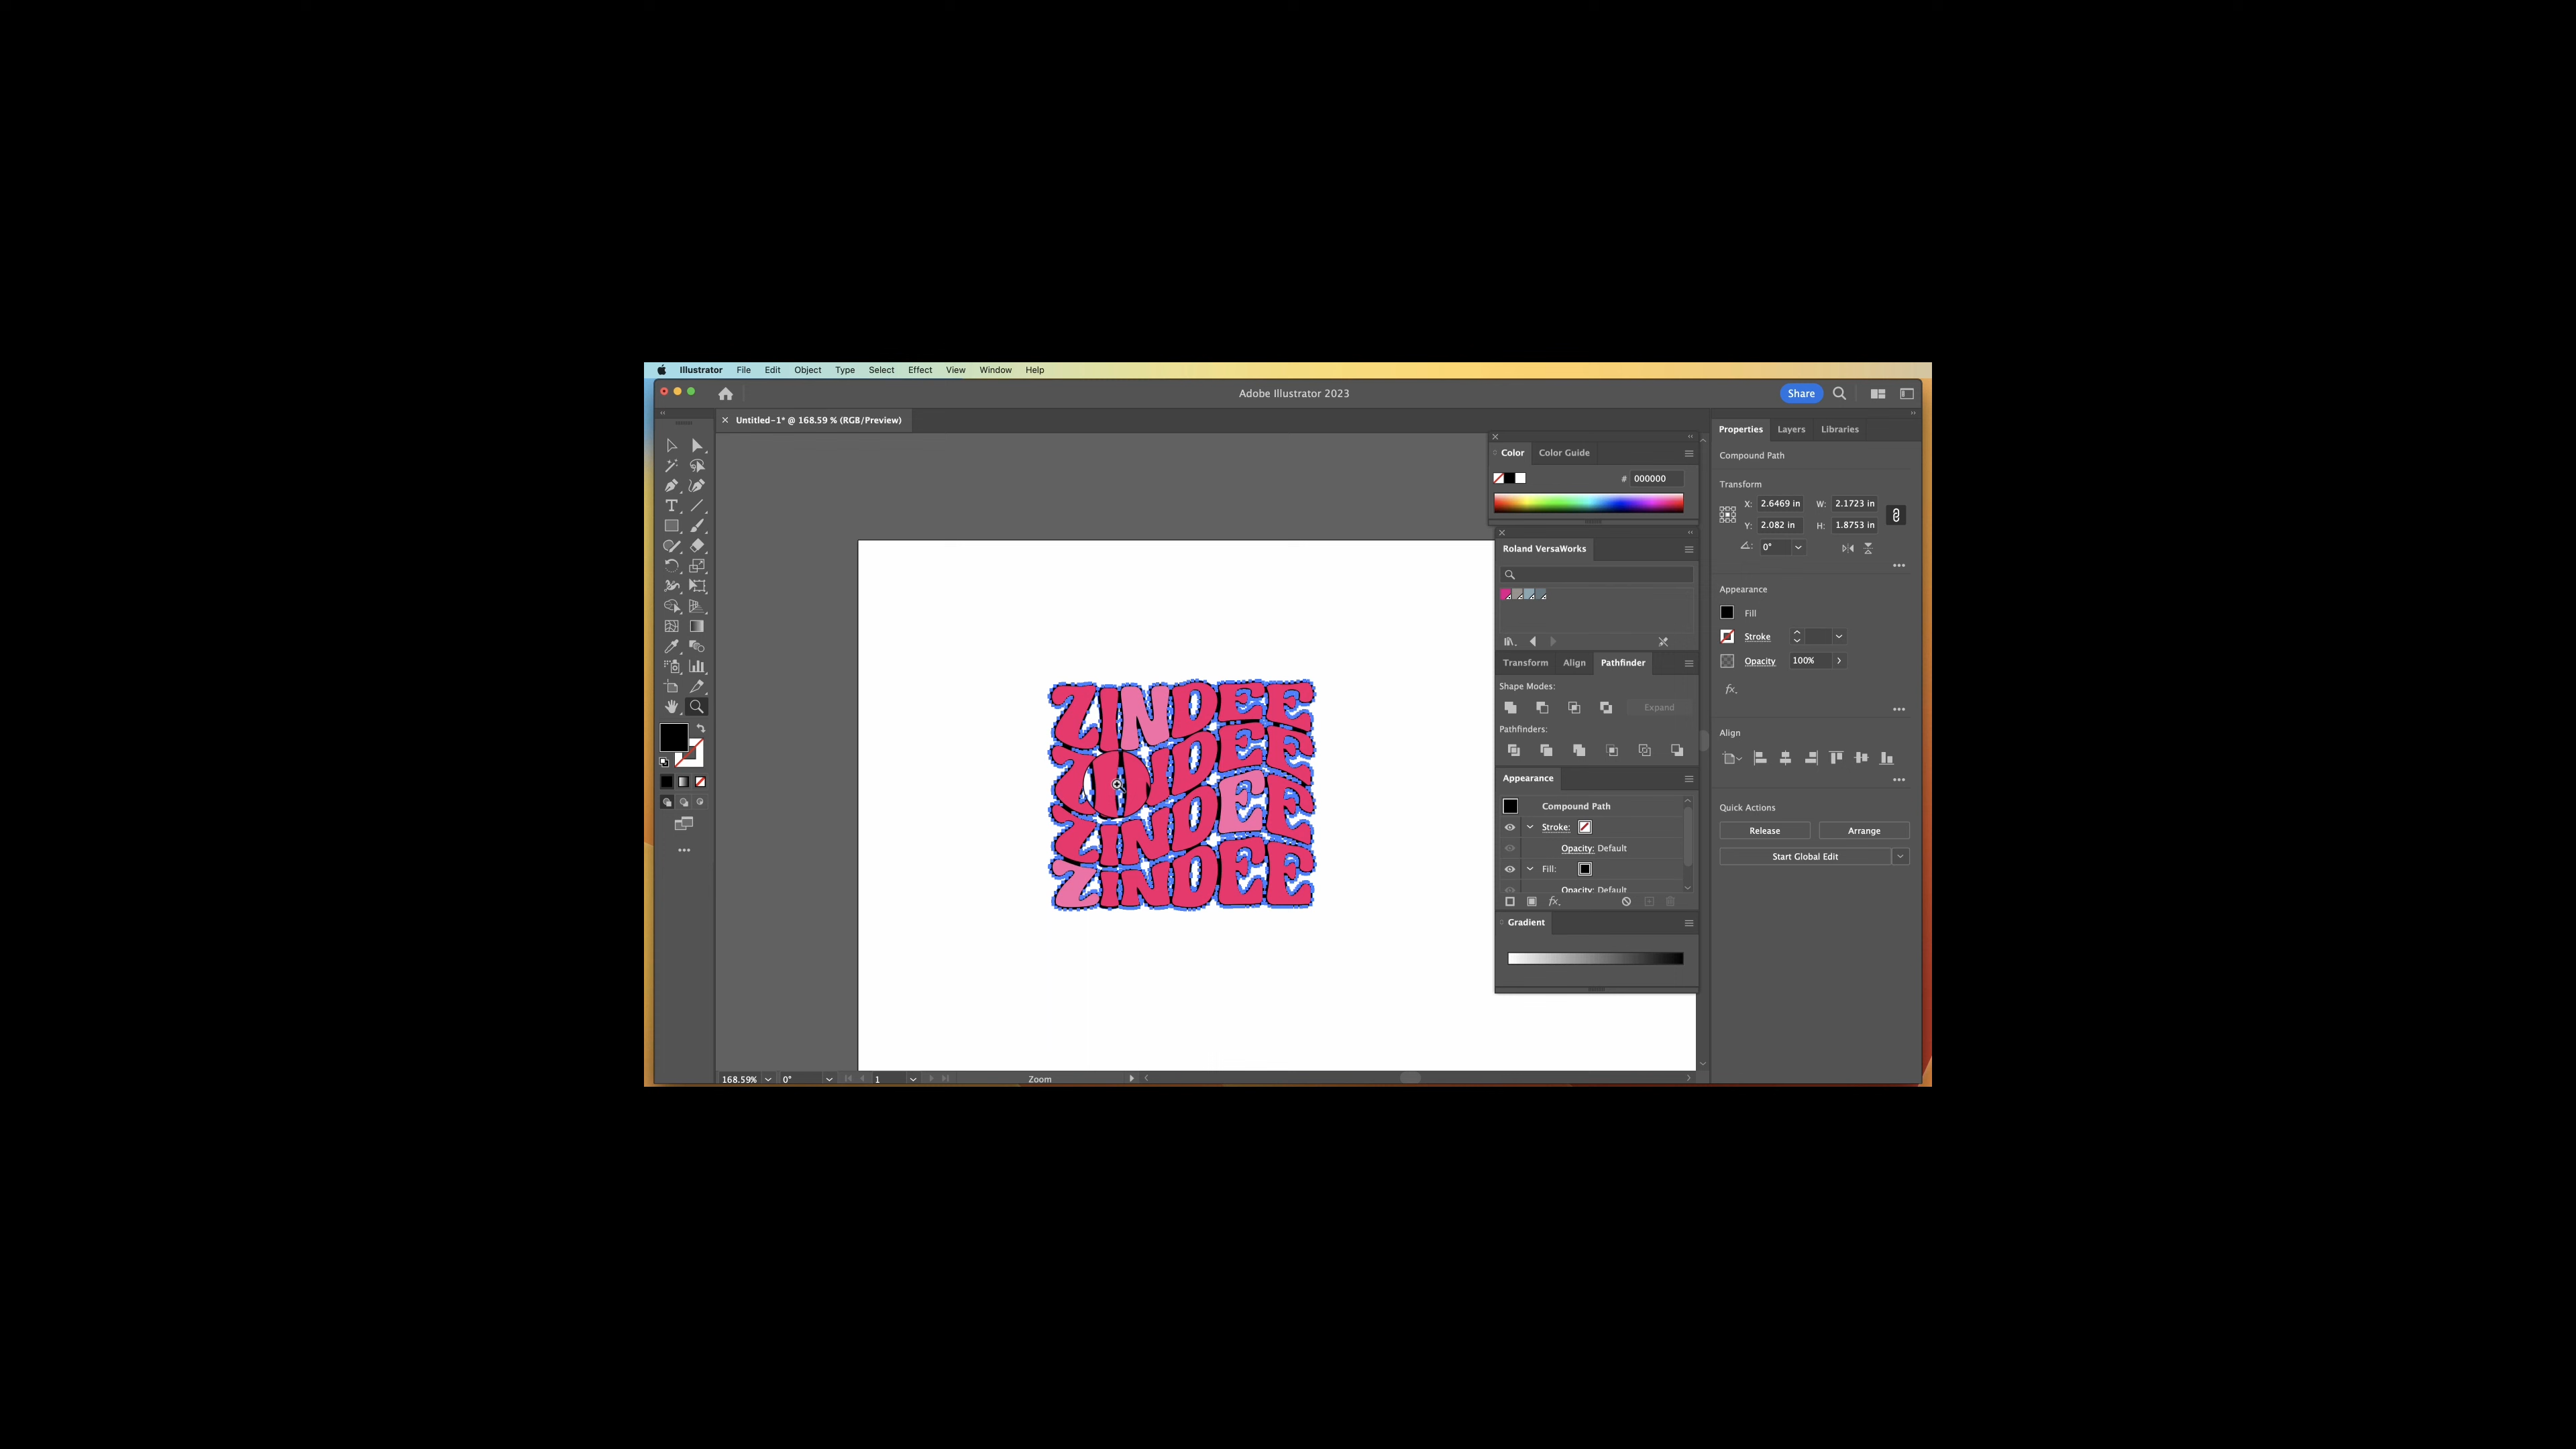 Illustrator File Edit Object Type Select Effect View Window Help
Adobe Illustrator 2023
Share
Untitled-1* @ 168.59 % (RGB/Preview)
Color Color Guide
# 000000
Roland VersaWorks
Transform Align Pathfinder
Shape Modes:
Expand
Pathfinders:
Appearance
Compound Path
Stroke:
Opacity: Default
Fill:
Opacity: Default
Gradient
Properties Layers Libraries
Compound Path
Transform
X: 2.6469 in W: 2.1723 in
Y: 2.082 in H: 1.8753 in
0°
Appearance
Fill
Stroke
Opacity 100%
fx.
Align
Quick Actions
Release Arrange
Start Global Edit
ZINDEE
ZINDEE
ZINDEE
ZINDEE
168.59% 0° 1 Zoom